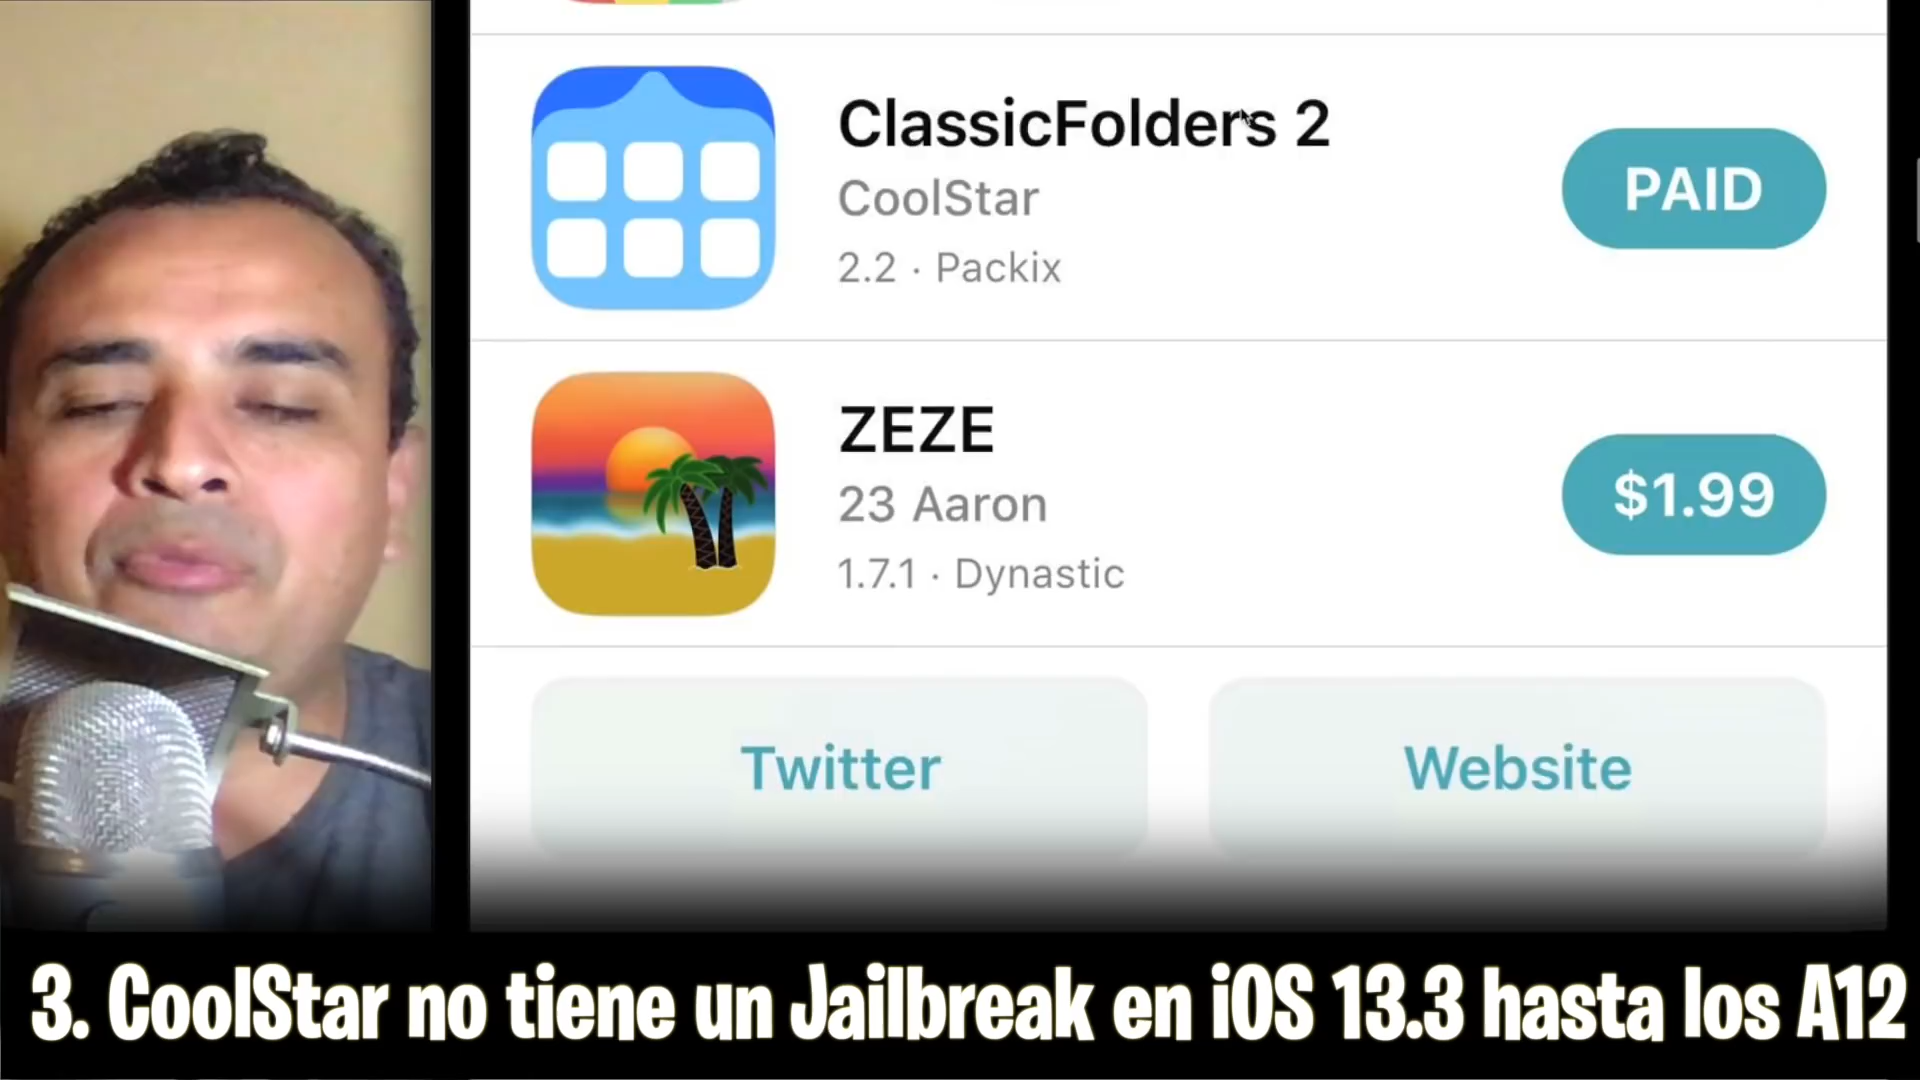 ClassicFolders 2
CoolStar
2.2 · Packix
PAID
ZEZE
23 Aaron
1.7.1 · Dynastic
$1.99
Twitter
Website
3. CoolStar no tiene un Jailbreak en iOS 13.3 hasta los A12